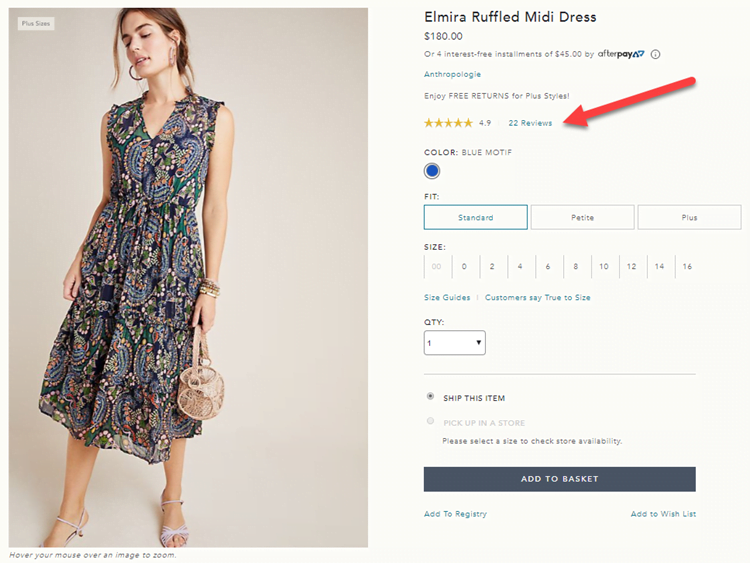 Plus Sizes
Elmira Ruffled Midi Dress
$180.00
Or 4 interest-free installments of $45.00 by afterpay
Anthropologie
Enjoy FREE RETURNS for Plus Styles!
4.9 22 Reviews
COLOR: BLUE MOTIF
FIT:
Standard Petite Plus
SIZE:
00 0 2 4 6 8 10 12 14 16
Size Guides | Customers say True to Size
QTY:
1
SHIP THIS ITEM
PICK UP IN A STORE
Please select a size to check store availability.
ADD TO BASKET
Add To Registry Add to Wish List
Hover your mouse over an image to zoom.